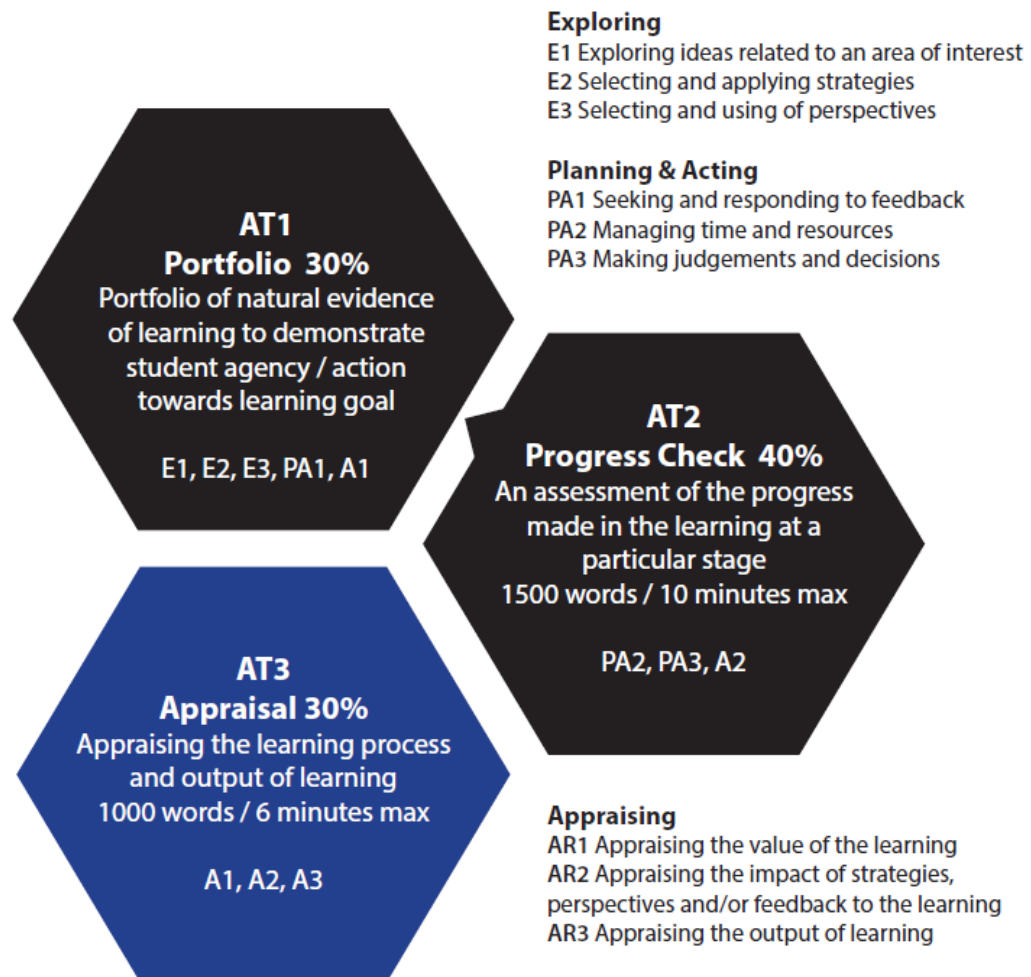 Exploring
E1 Exploring ideas related to an area of interest
E2 Selecting and applying strategies
E3 Selecting and using of perspectives
Planning & Acting
PA1 Seeking and responding to feedback
PA2 Managing time and resources
PA3 Making judgements and decisions
AT1
Portfolio 30%
Portfolio of natural evidence
of learning to demonstrate
student agency / action
towards learning goal
E1, E2, E3, PA1, A1
AT2
Progress Check 40%
An assessment of the progress
made in the learning at a
particular stage
1500 words / 10 minutes max
PA2, PA3, A2
AT3
Appraisal 30%
Appraising the learning process
and output of learning
1000 words / 6 minutes max
A1, A2, A3
Appraising
AR1 Appraising the value of the learning
AR2 Appraising the impact of strategies,
perspectives and/or feedback to the learning
AR3 Appraising the output of learning